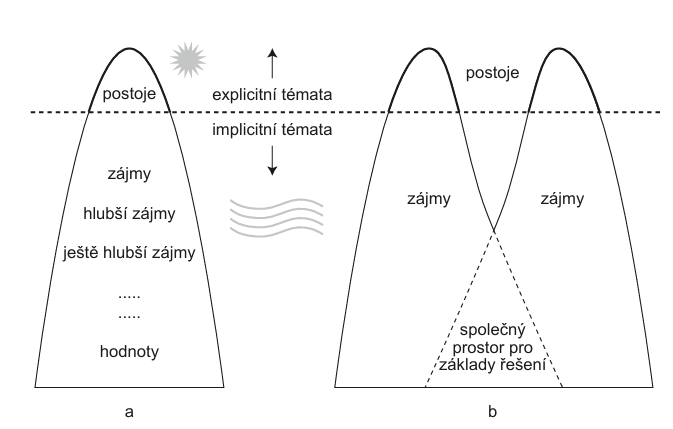 postoje
explicitní témata
implicitní témata
zájmy
hlubší zájmy
ještě hlubší zájmy
.....
.....
hodnoty
a
postoje
zájmy
zájmy
společný
prostor pro
základy řešení
b